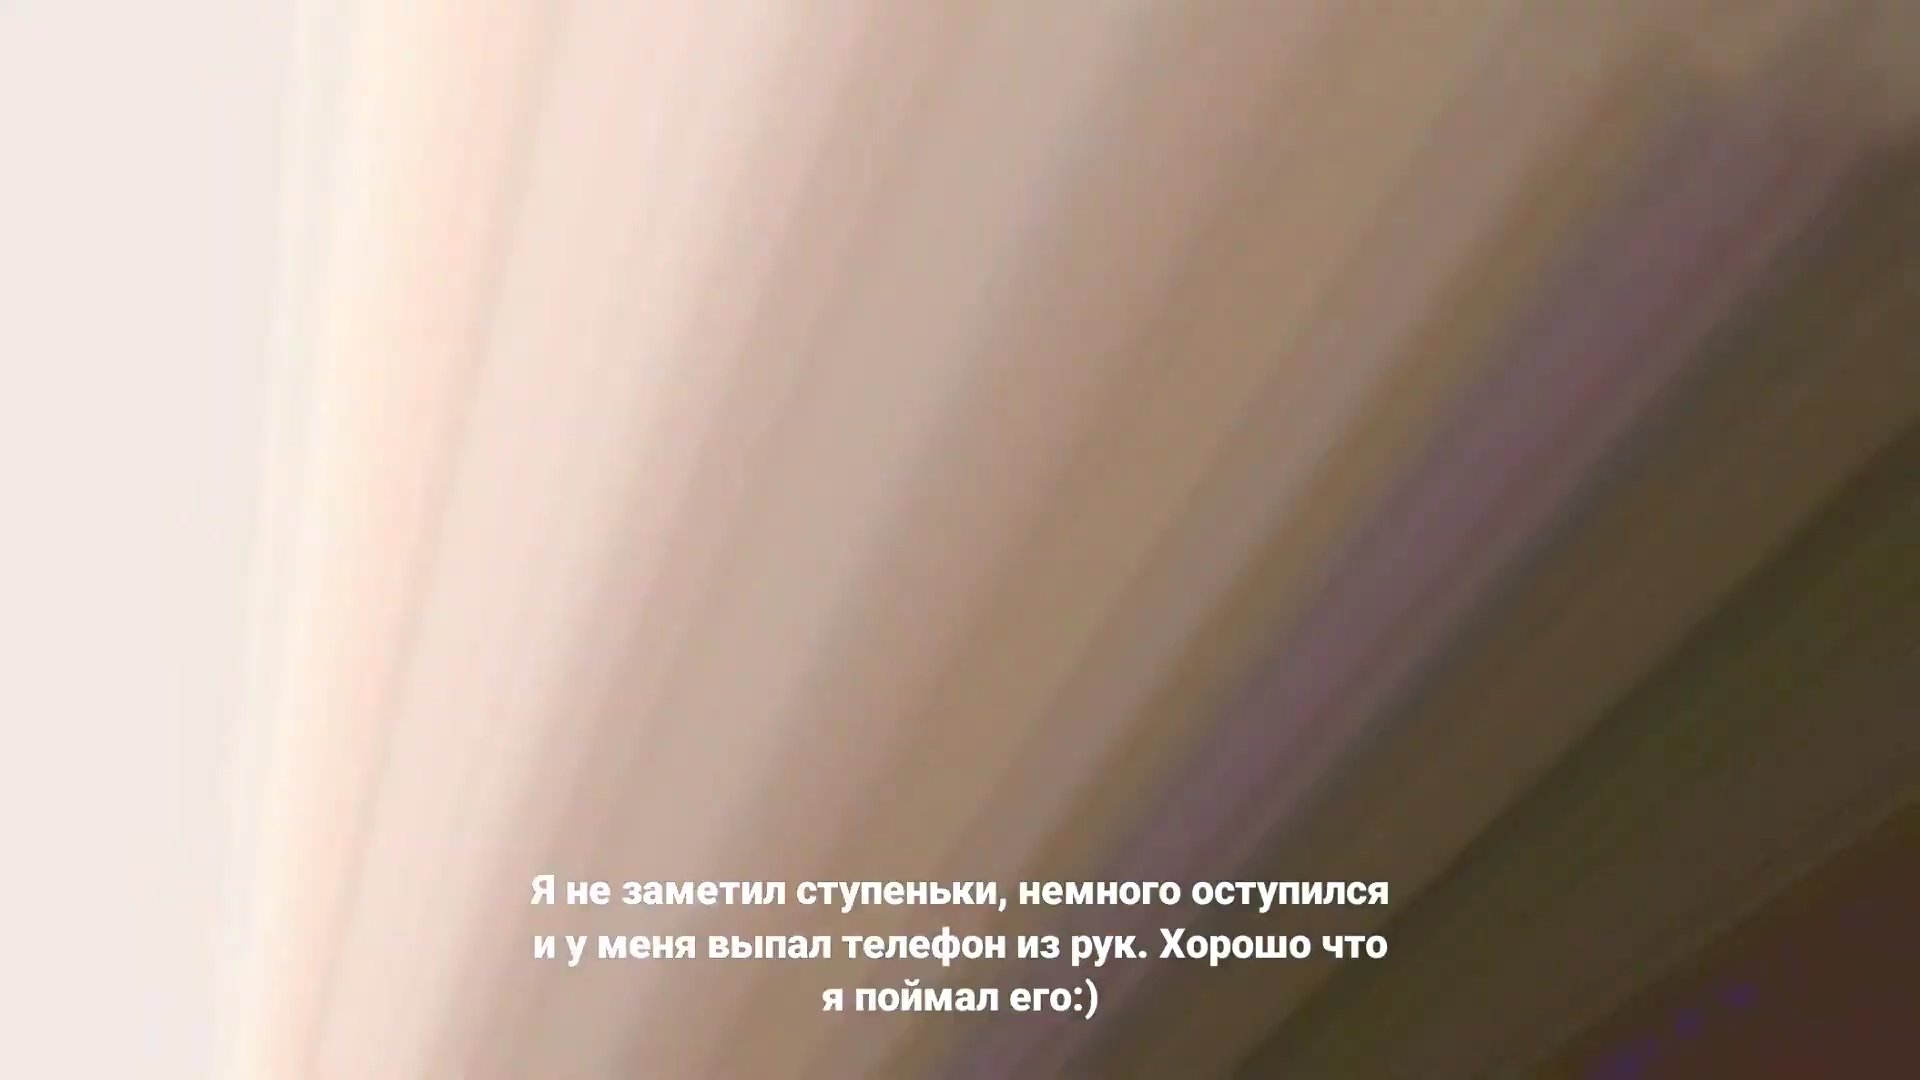 Я не заметил ступеньки, немного оступился
и у меня выпал телефон из рук. Хорошо что
я поймал его:)